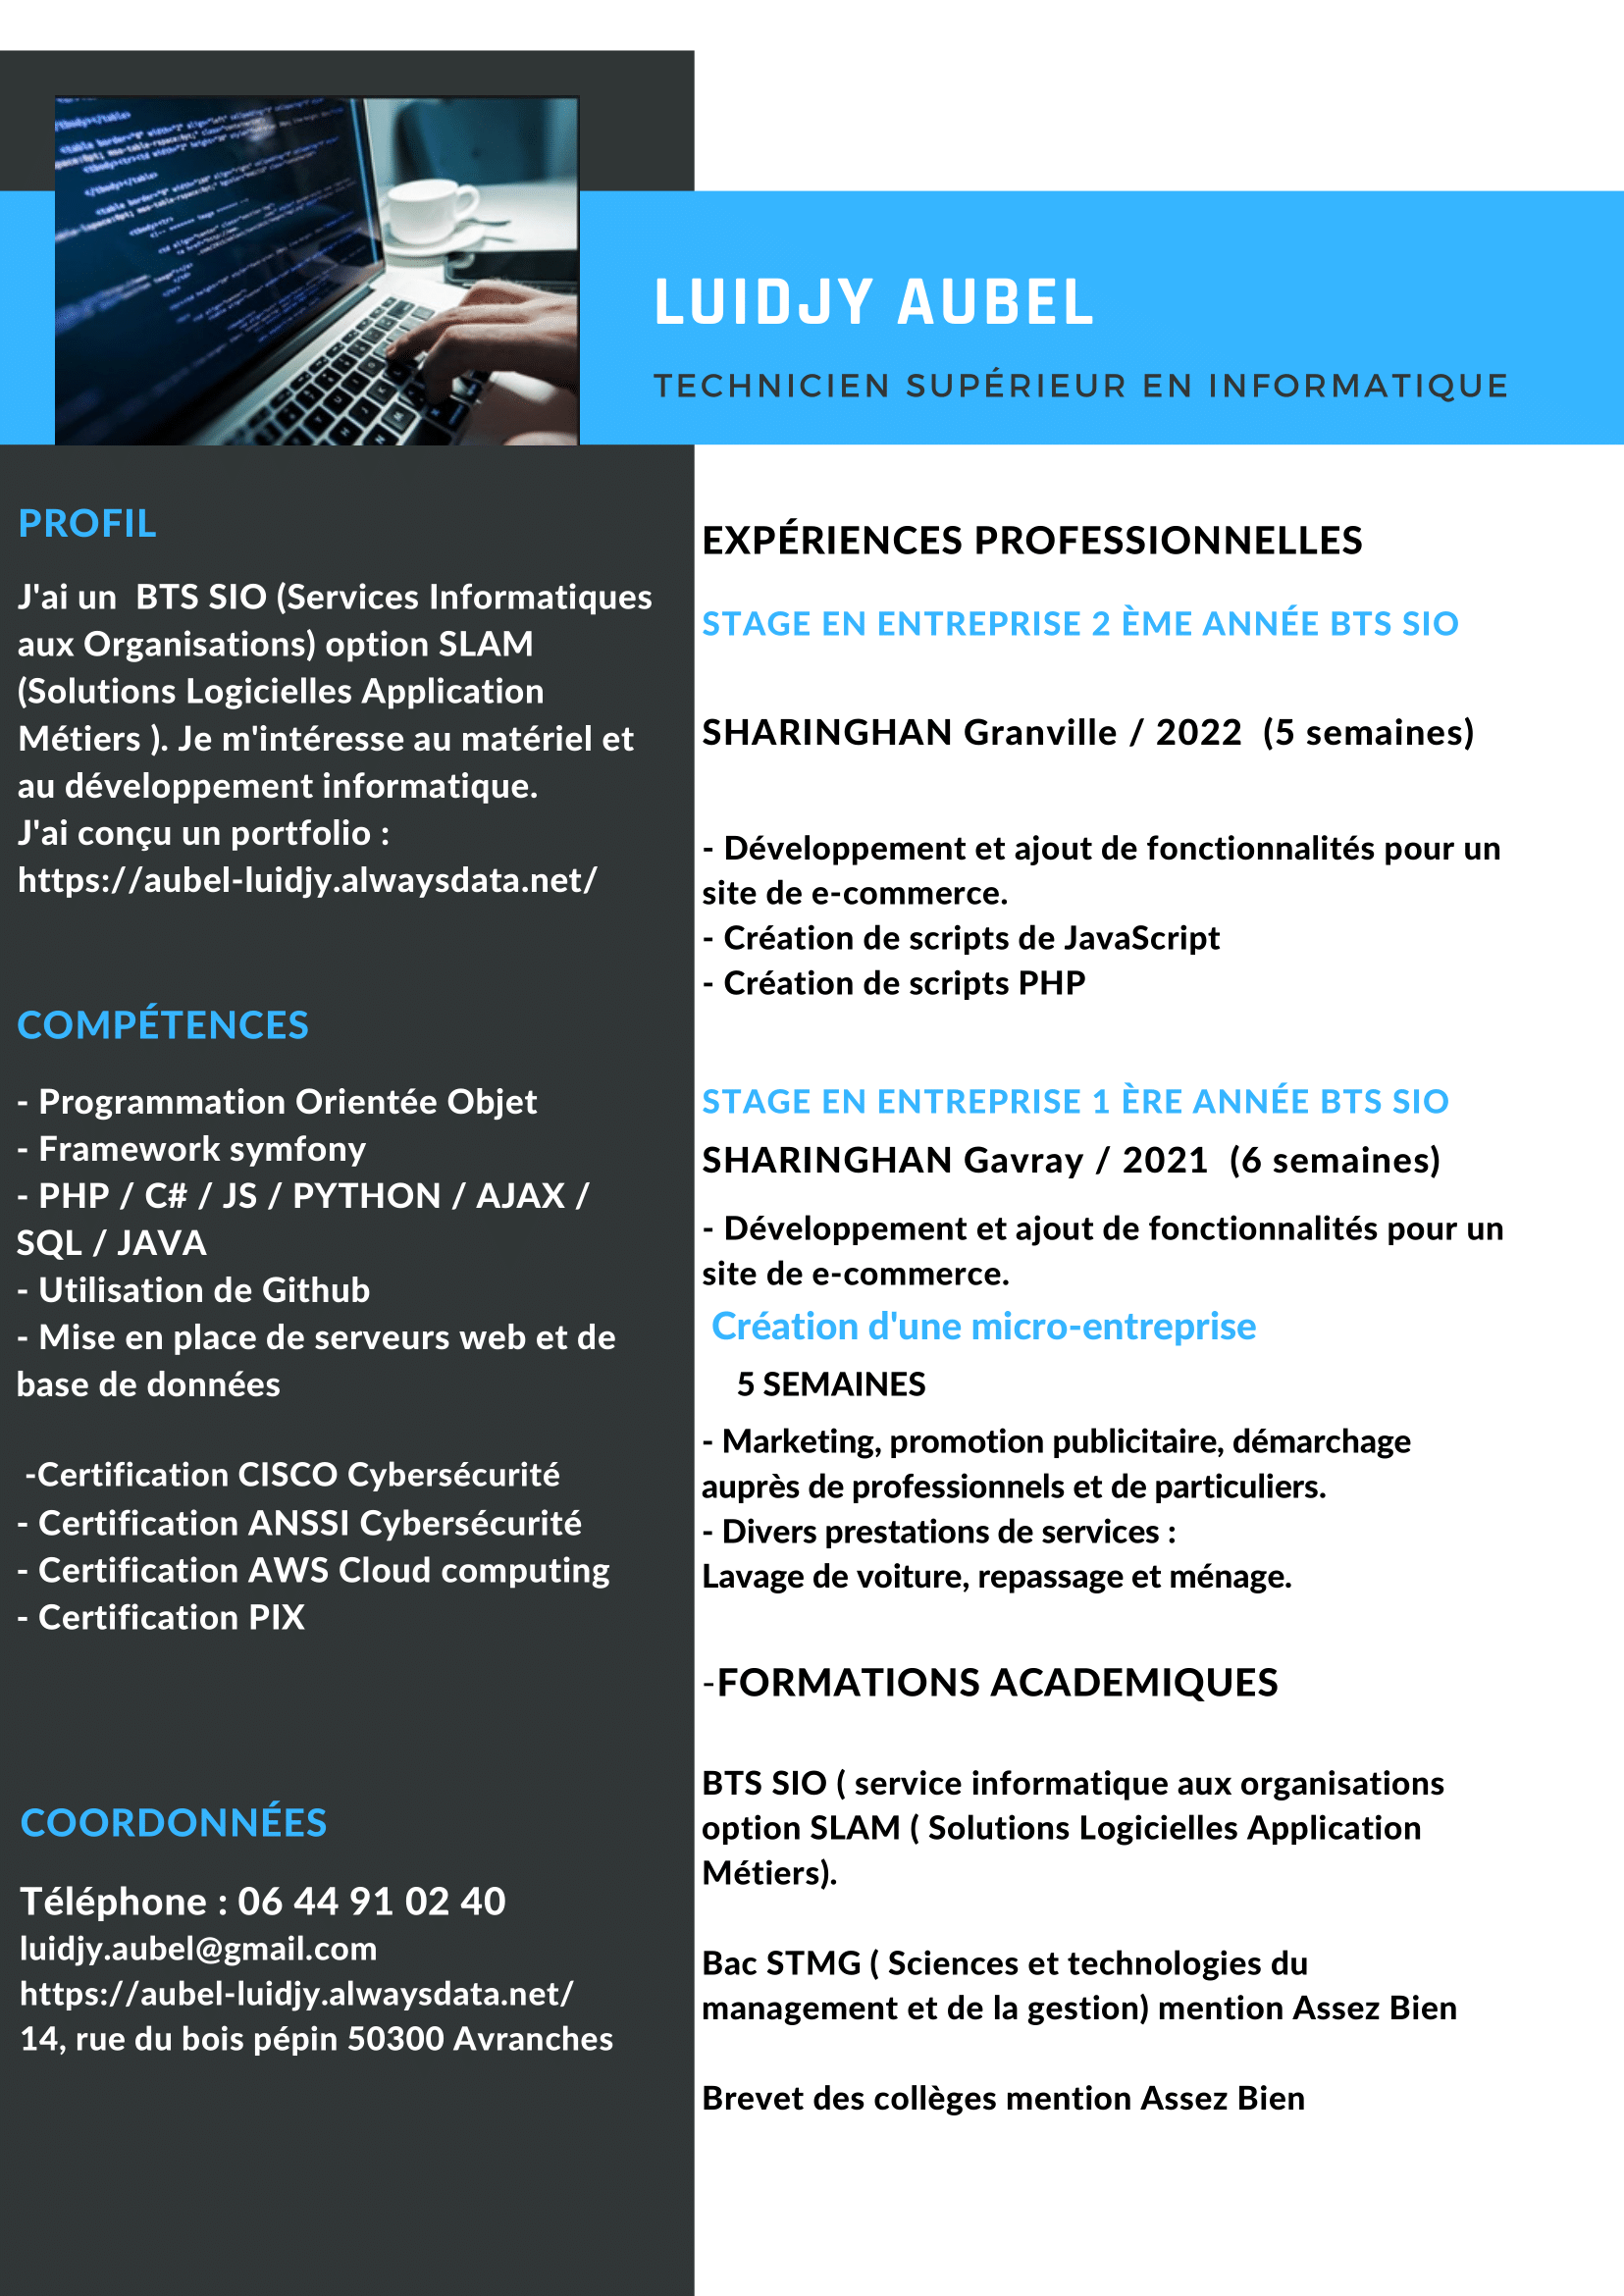 LUIDJY AUBEL
TECHNICIEN SUPÉRIEUR EN INFORMATIQUE
PROFIL
J'ai un  BTS SIO (Services Informatiques
aux Organisations) option SLAM
(Solutions Logicielles Application
Métiers ). Je m'intéresse au matériel et
au développement informatique.
J'ai conçu un portfolio :
https://aubel-luidjy.alwaysdata.net/
COMPÉTENCES
- Programmation Orientée Objet
- Framework symfony
- PHP / C# / JS / PYTHON / AJAX /
SQL / JAVA
- Utilisation de Github
- Mise en place de serveurs web et de
base de données
-Certification CISCO Cybersécurité
- Certification ANSSI Cybersécurité
- Certification AWS Cloud computing
- Certification PIX
COORDONNÉES
Téléphone : 06 44 91 02 40
luidjy.aubel@gmail.com
https://aubel-luidjy.alwaysdata.net/
14, rue du bois pépin 50300 Avranches
EXPÉRIENCES PROFESSIONNELLES
STAGE EN ENTREPRISE 2 ÈME ANNÉE BTS SIO
SHARINGHAN Granville / 2022  (5 semaines)
- Développement et ajout de fonctionnalités pour un
site de e-commerce.
- Création de scripts de JavaScript
- Création de scripts PHP
STAGE EN ENTREPRISE 1 ÈRE ANNÉE BTS SIO
SHARINGHAN Gavray / 2021  (6 semaines)
- Développement et ajout de fonctionnalités pour un
site de e-commerce.
Création d'une micro-entreprise
5 SEMAINES
- Marketing, promotion publicitaire, démarchage
auprès de professionnels et de particuliers.
- Divers prestations de services :
Lavage de voiture, repassage et ménage.
-FORMATIONS ACADEMIQUES
BTS SIO ( service informatique aux organisations
option SLAM ( Solutions Logicielles Application
Métiers).
Bac STMG ( Sciences et technologies du
management et de la gestion) mention Assez Bien
Brevet des collèges mention Assez Bien